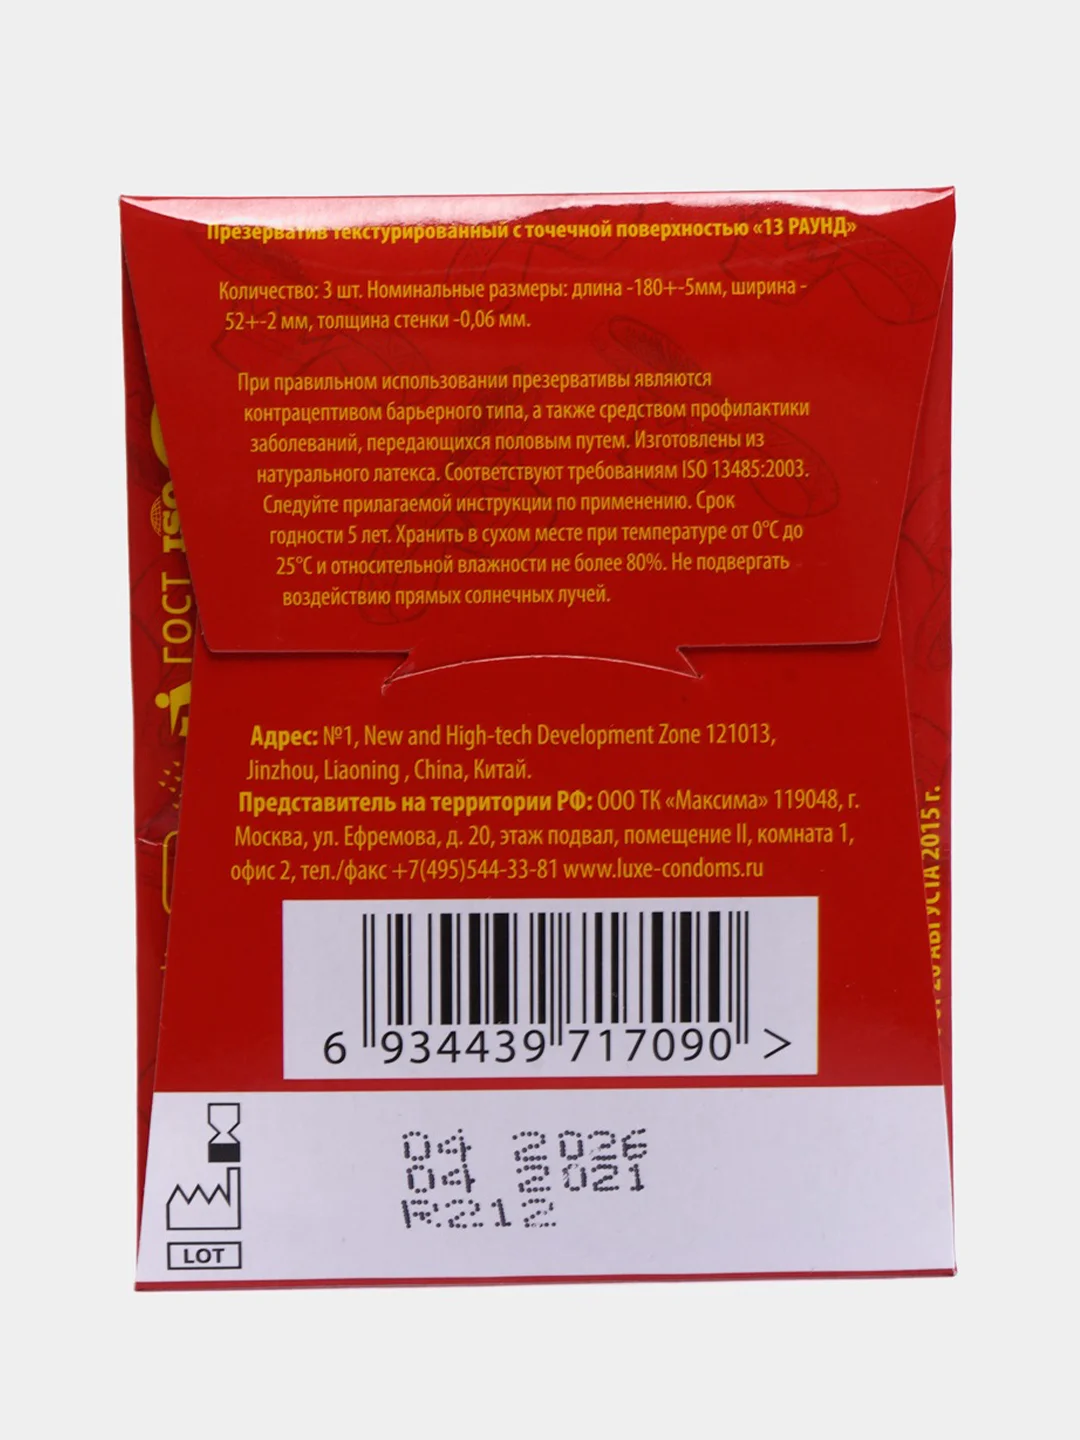 Презерватив текстурированный с точечной поверхностью «13 РАУНД»
Количество: 3 шт. Номинальные размеры: длина -180+-5мм, ширина -
52+-2 мм, толщина стенки -0,06 мм.
При правильном использовании презервативы являются
контрацептивом барьерного типа, а также средством профилактики
заболеваний, передающихся половым путем. Изготовлены из
натурального латекса. Соответствуют требованиям ISO 13485:2003.
Следуйте прилагаемой инструкции по применению. Срок
годности 5 лет. Хранить в сухом месте при температуре от 0°С до
25°С и относительной влажности не более 80%. Не подвергать
воздействию прямых солнечных лучей.
ГОСТ ISO
Адрес: №1, New and High-tech Development Zone 121013,
Jinzhou, Liaoning , China, Китай.
Представитель на территории РФ: ООО ТК «Максима» 119048, г.
Москва, ул. Ефремова, д. 20, этаж подвал, помещение II, комната 1,
офис 2, тел./факс +7(495)544-33-81 www.luxe-condoms.ru
АВГУСТА 2015 г.
6 934439 717090 >
04 2026
04 2021
R212
LOT